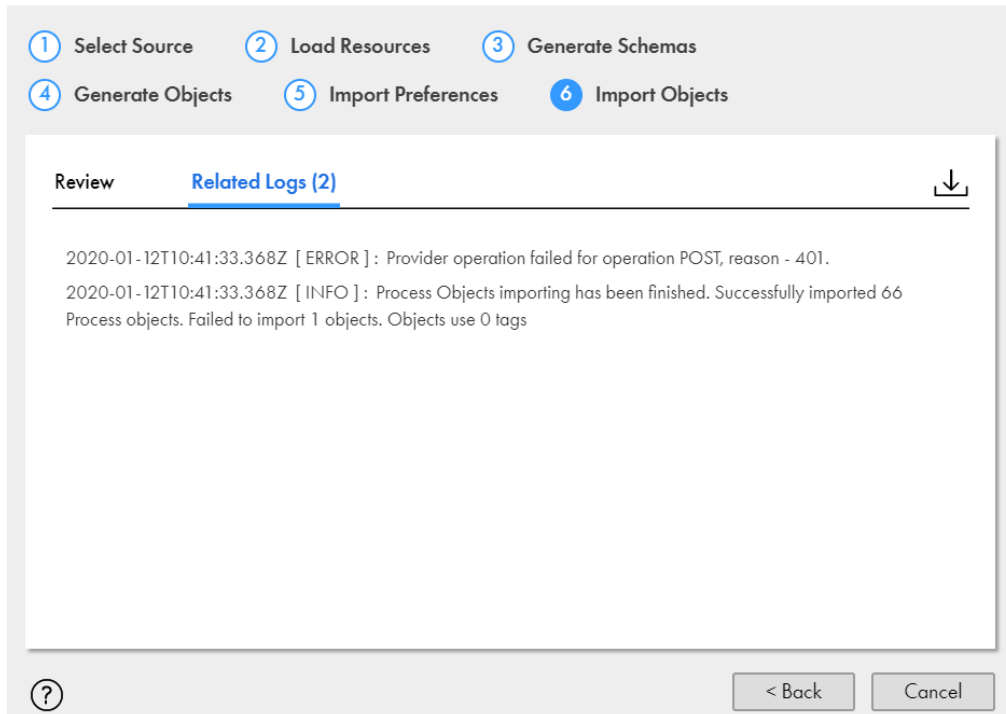 1 Select Source 2 Load Resources 3 Generate Schemas
4 Generate Objects 5 Import Preferences 6 Import Objects
Review Related Logs (2)
2020-01-12T10:41:33.368Z [ ERROR ] : Provider operation failed for operation POST, reason - 401.
2020-01-12T10:41:33.368Z [ INFO ] : Process Objects importing has been finished. Successfully imported 66
Process objects. Failed to import 1 objects. Objects use 0 tags
? < Back Cancel